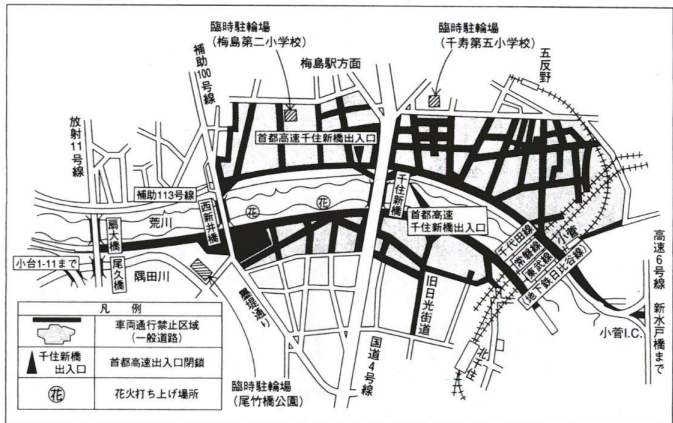 臨時駐輪場
(梅島第二小学校)
臨時駐輪場
(千寿第五小学校)
補助100号線
梅島駅方面
五反野
放射11号線
首都高速千住新橋出入口
補助113号線
西新井橋
荒川
花
花
千住新橋
首都高速
千住新橋出入口
扇大橋
小台1-11まで
尾久橋
隅田川
墨堤通り
旧日光街道
千代田線
常磐線
東武線
地下鉄日比谷線
小菅
高速6号線 新水戸橋まで
小菅I.C.
北千住
国道4号線
臨時駐輪場
(尾竹橋公園)
凡 例
車両通行禁止区域
(一般道路)
千住新橋
出入口
首都高速出入口閉鎖
花
花火打ち上げ場所